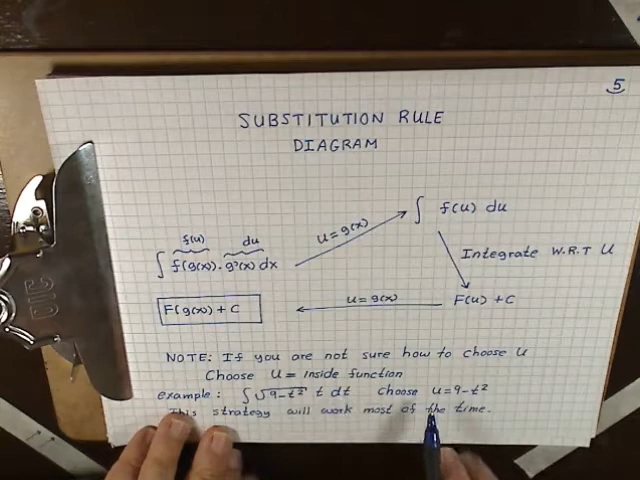 5
SUBSTITUTION RULE
DIAGRAM
f(u) du
∫ f(g(x)) · g'(x) dx
u = g(x)
∫ f(u) du
Integrate W.R.T U
F(u) + C
u = g(x)
F(g(x)) + C
NOTE: If you are not sure how to choose u
Choose u = inside function
example: ∫ √9-t² t dt Choose u = 9-t²
This strategy will work most of the time.